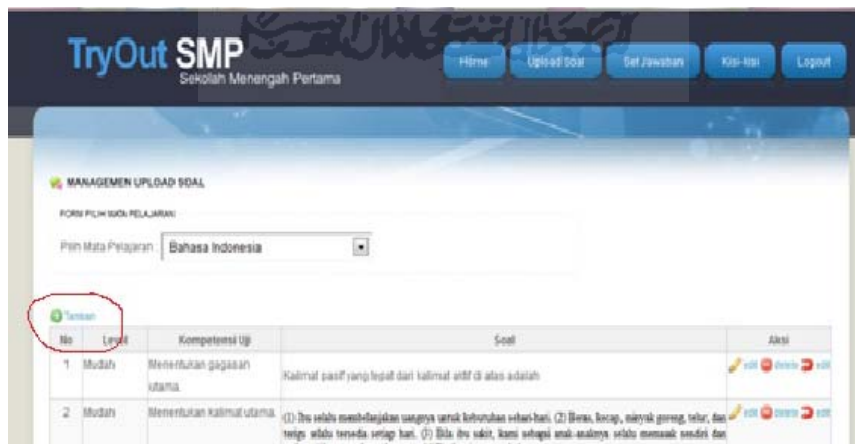 TryOut SMP
Sekolah Menengah Pertama
Home Upload Soal Set Jawaban Kisi-kisi Logout
MANAGEMEN UPLOAD SOAL
FORM PILIH MATA PELAJARAN
Pilih Mata Pelajaran : Bahasa Indonesia
No Level Kompetensi Uji Soal Aksi
1 Mudah Menentukan gagasan utama. Kalimat pasif yang tepat dari kalimat aktif di atas adalah edit delete edit
2 Mudah Menentukan kalimat utama. (1) Ibu selalu membelanjakan uangnya untuk kebutuhan sehari-hari. (2) Beras, kecap, minyak goreng, telur, dan edit delete edit
terigu selalu tersedia setiap hari. (3) Bila ibu sakit, kami sebagai anak-anaknya selalu memasak sendiri dan